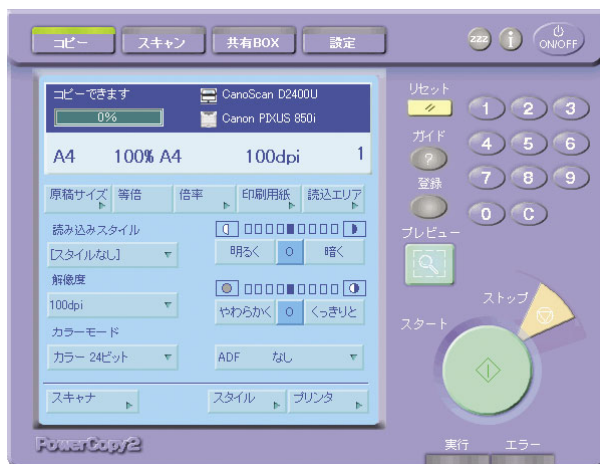 コピー スキャン 共有BOX 設定 zzz i ON/OFF
コピーできます CanoScan D2400U
0% Canon PIXUS 850i
A4 100% A4 100dpi 1
原稿サイズ 等倍 倍率 印刷用紙 読込エリア
読み込みスタイル
[スタイルなし] 明るく 0 暗く
解像度
100dpi やわらかく 0 くっきりと
カラーモード
カラー 24ビット ADF なし
スキャナ スタイル プリンタ
PowerCopy2
リセット
1 2 3
ガイド
? 4 5 6
登録
7 8 9
0 C
プレビュー
ストップ
スタート
実行 エラー